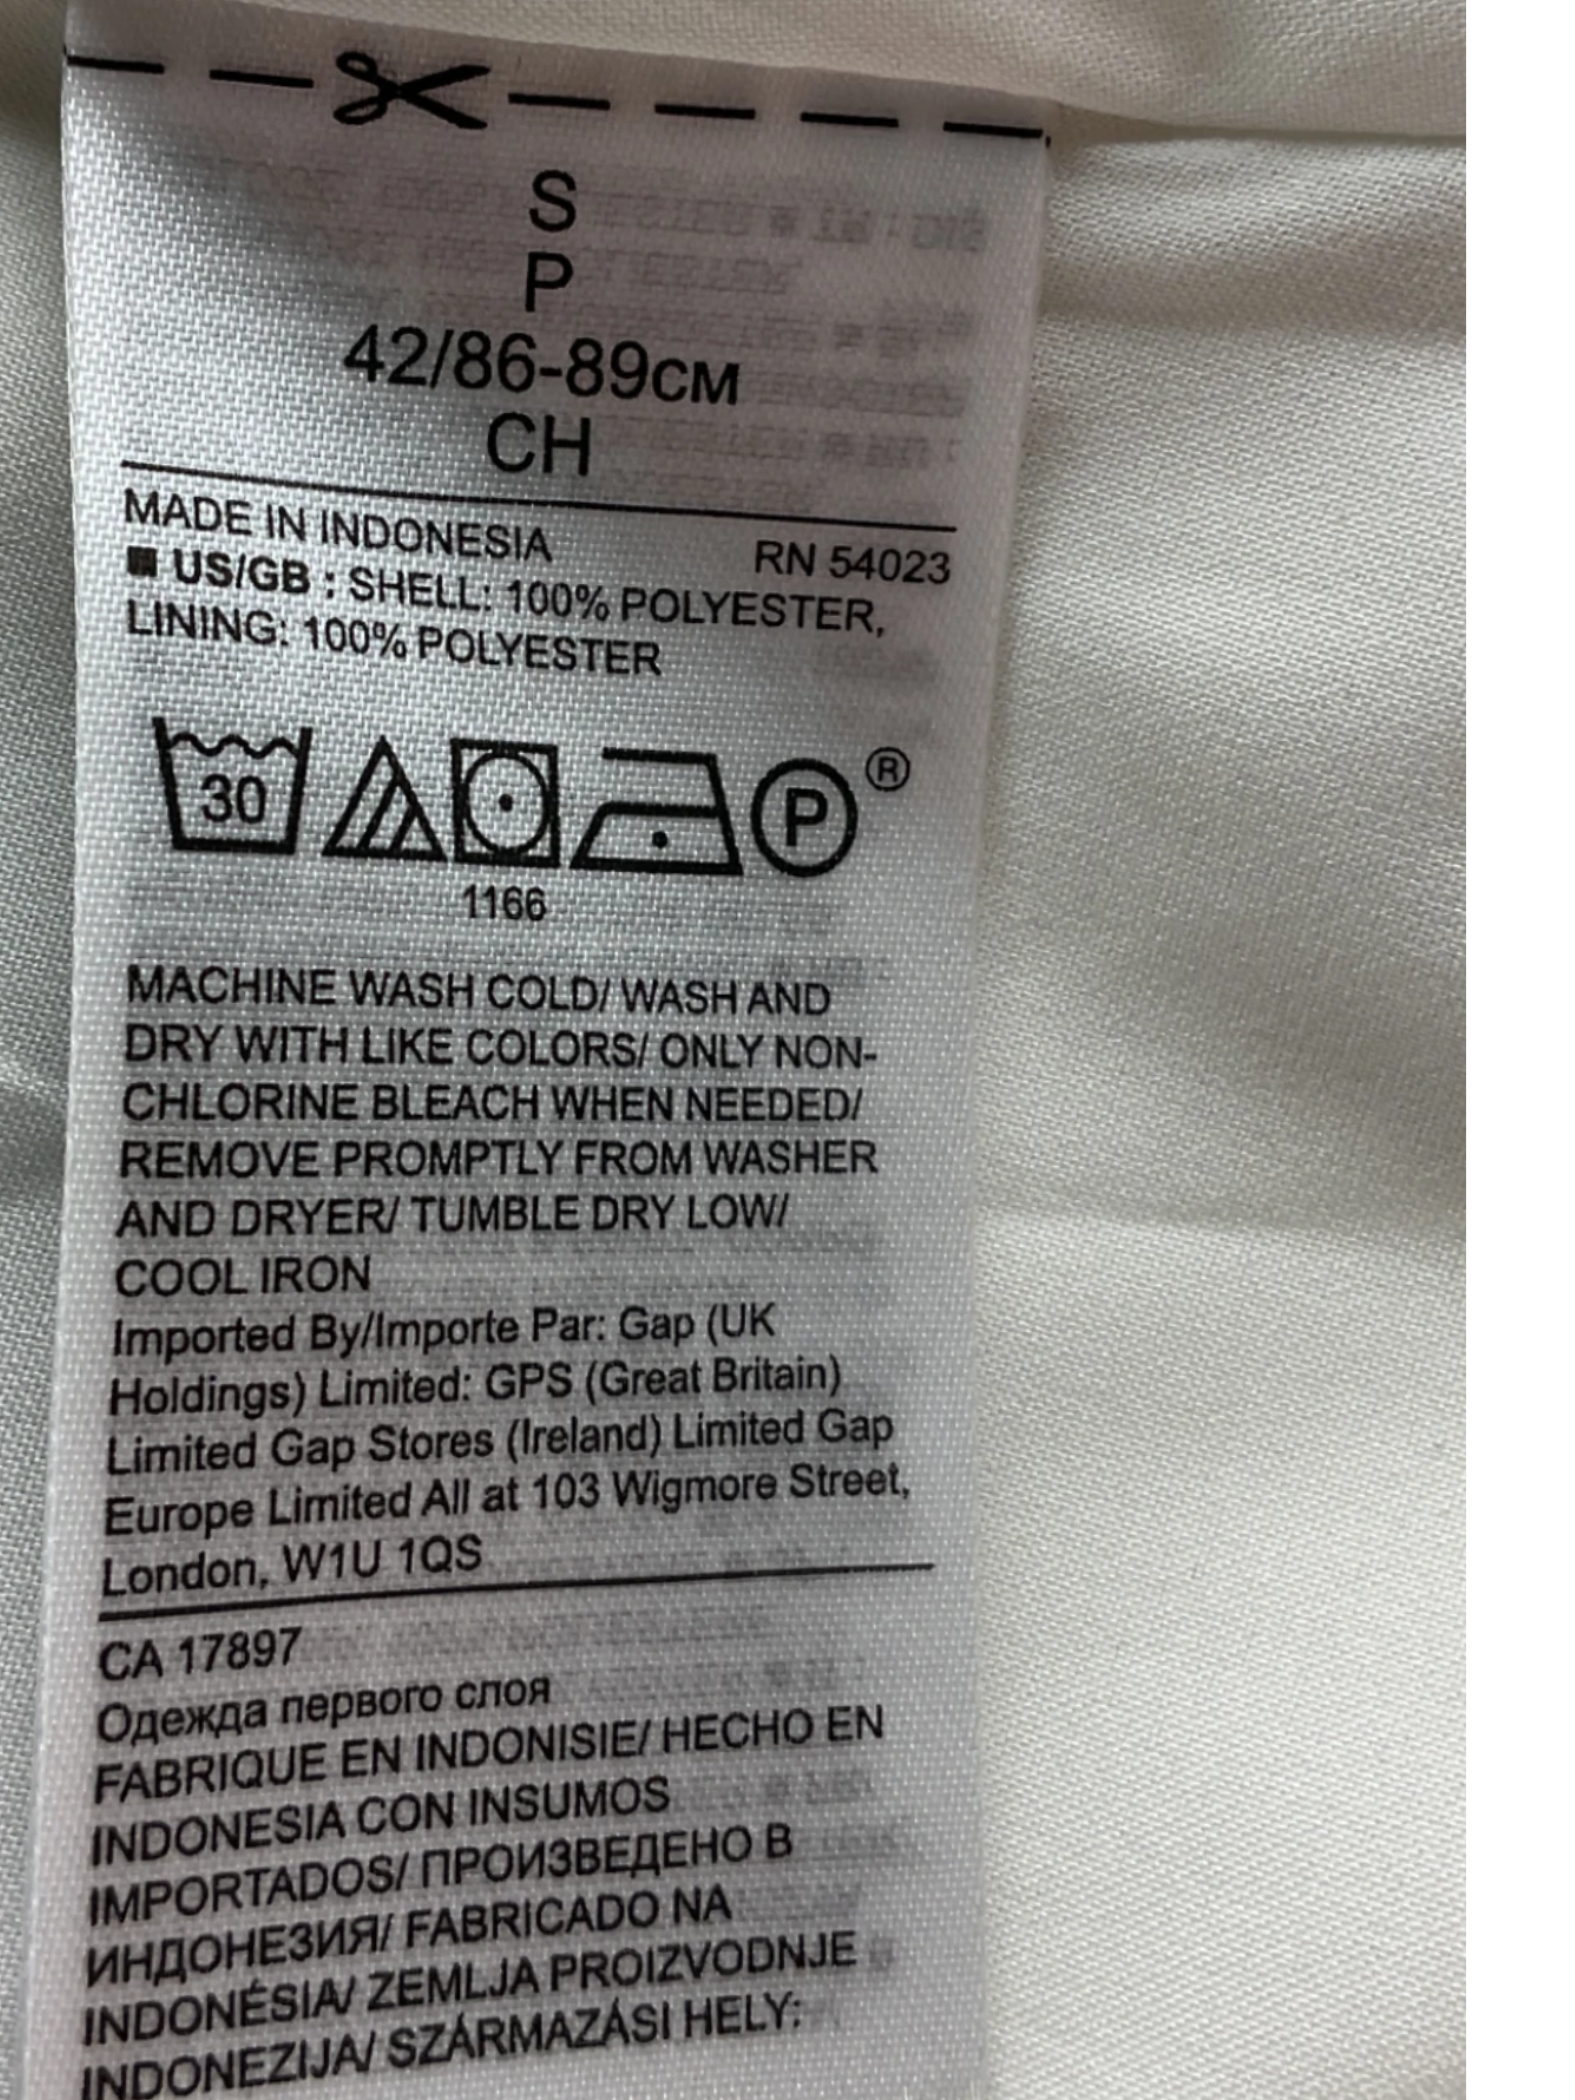 S
P
42/86-89см
CH
MADE IN INDONESIA RN 54023
■ US/GB : SHELL: 100% POLYESTER,
LINING: 100% POLYESTER
30 P ®
1166
MACHINE WASH COLD/ WASH AND
DRY WITH LIKE COLORS/ ONLY NON-
CHLORINE BLEACH WHEN NEEDED/
REMOVE PROMPTLY FROM WASHER
AND DRYER/ TUMBLE DRY LOW/
COOL IRON
Imported By/Importe Par: Gap (UK
Holdings) Limited: GPS (Great Britain)
Limited Gap Stores (Ireland) Limited Gap
Europe Limited All at 103 Wigmore Street,
London, W1U 1QS
CA 17897
Одежда первого слоя
FABRIQUE EN INDONISIE/ HECHO EN
INDONESIA CON INSUMOS
IMPORTADOS/ ПРОИЗВЕДЕНО В
ИНДОНЕЗИЯ/ FABRICADO NA
INDONÉSIA/ ZEMLJA PROIZVODNJE
INDONEZIJA/ SZÁRMAZÁSI HELY: